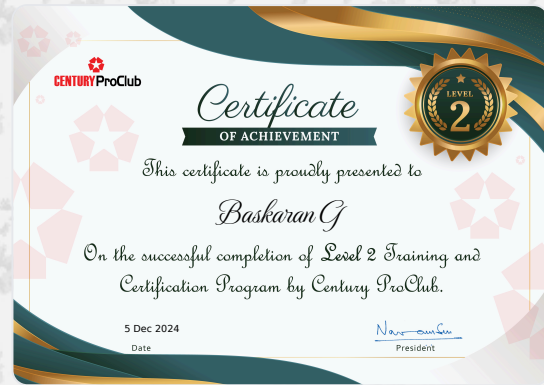 CENTURY ProClub
Certificate
OF ACHIEVEMENT
LEVEL
2
This certificate is proudly presented to
Baskaran G
On the successful completion of Level 2 Training and
Certification Program by Century ProClub.
5 Dec 2024
Date
President